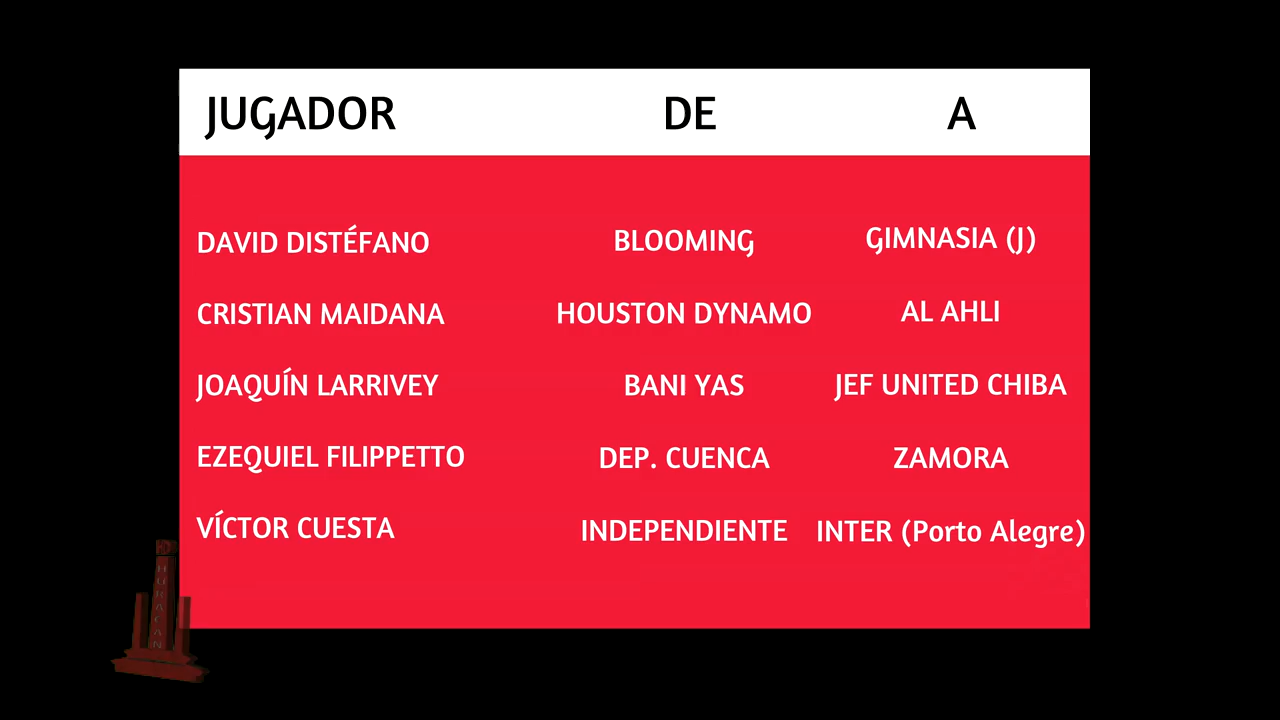 JUGADOR DE A
DAVID DISTÉFANO BLOOMING GIMNASIA (J)
CRISTIAN MAIDANA HOUSTON DYNAMO AL AHLI
JOAQUÍN LARRIVEY BANI YAS JEF UNITED CHIBA
EZEQUIEL FILIPPETTO DEP. CUENCA ZAMORA
VÍCTOR CUESTA INDEPENDIENTE INTER (Porto Alegre)
HURACAN